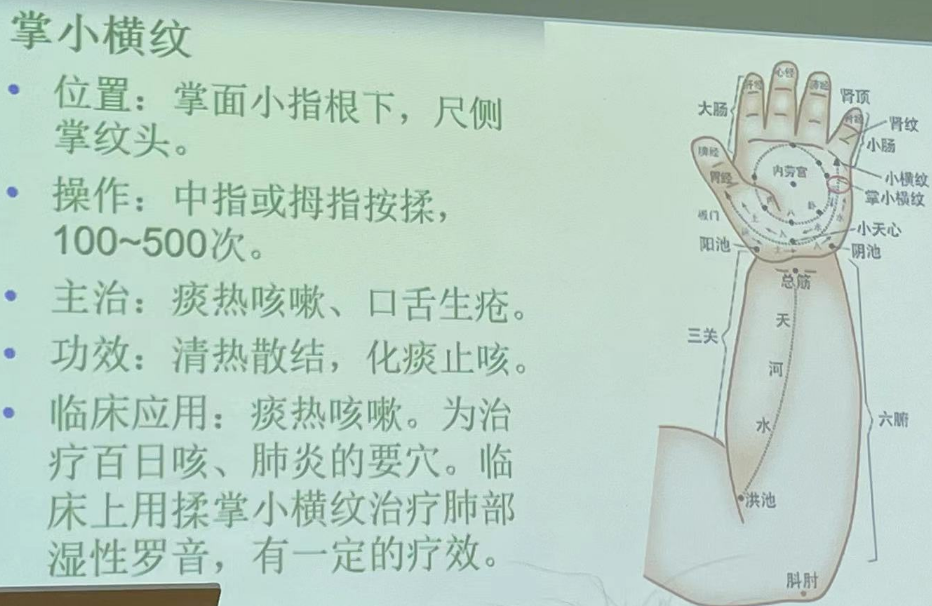 掌小横纹
位置：掌面小指根下，尺侧
掌纹头。
操作：中指或拇指按揉，
100~500次。
主治：痰热咳嗽、口舌生疮。
功效：清热散结，化痰止咳。
临床应用：痰热咳嗽。为治
疗百日咳、肺炎的要穴。临
床上用揉掌小横纹治疗肺部
湿性罗音，有一定的疗效。
心经
肝经
肺经
肾顶
大肠
肾经
肾纹
小肠
脾经
胃经
内劳宫
小横纹
掌小横纹
板门
小天心
阳池
阴池
总筋
三关
天
河
水
六腑
洪池
𦙶肘